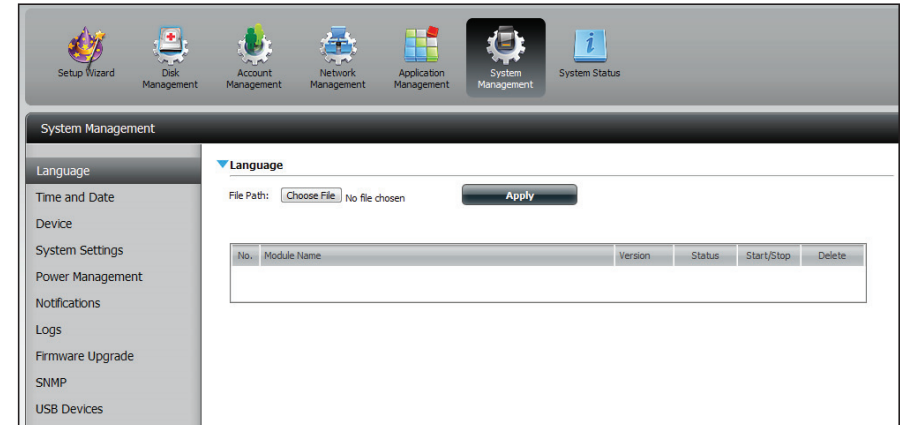 Setup Wizard
Disk Management
Account Management
Network Management
Application Management
System Management
System Status
System Management
Language
Time and Date
Device
System Settings
Power Management
Notifications
Logs
Firmware Upgrade
SNMP
USB Devices
Language
File Path: Choose File No file chosen Apply
No. Module Name Version Status Start/Stop Delete